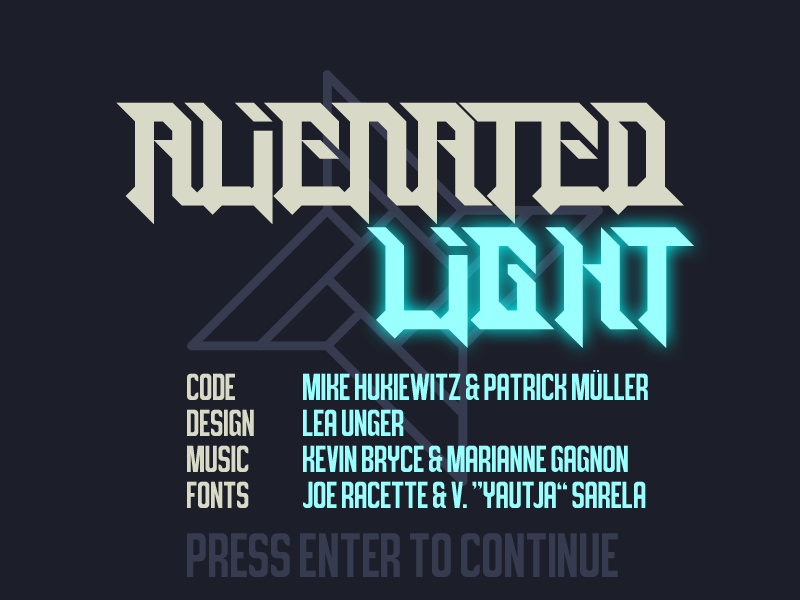 ALiENATED
LiGHT
CODE MIKE HUKIEWITZ & PATRICK MÜLLER
DESIGN LEA UNGER
MUSIC KEVIN BRYCE & MARIANNE GAGNON
FONTS JOE RACETTE & V. ”YAUTJA“ SARELA
PRESS ENTER TO CONTINUE